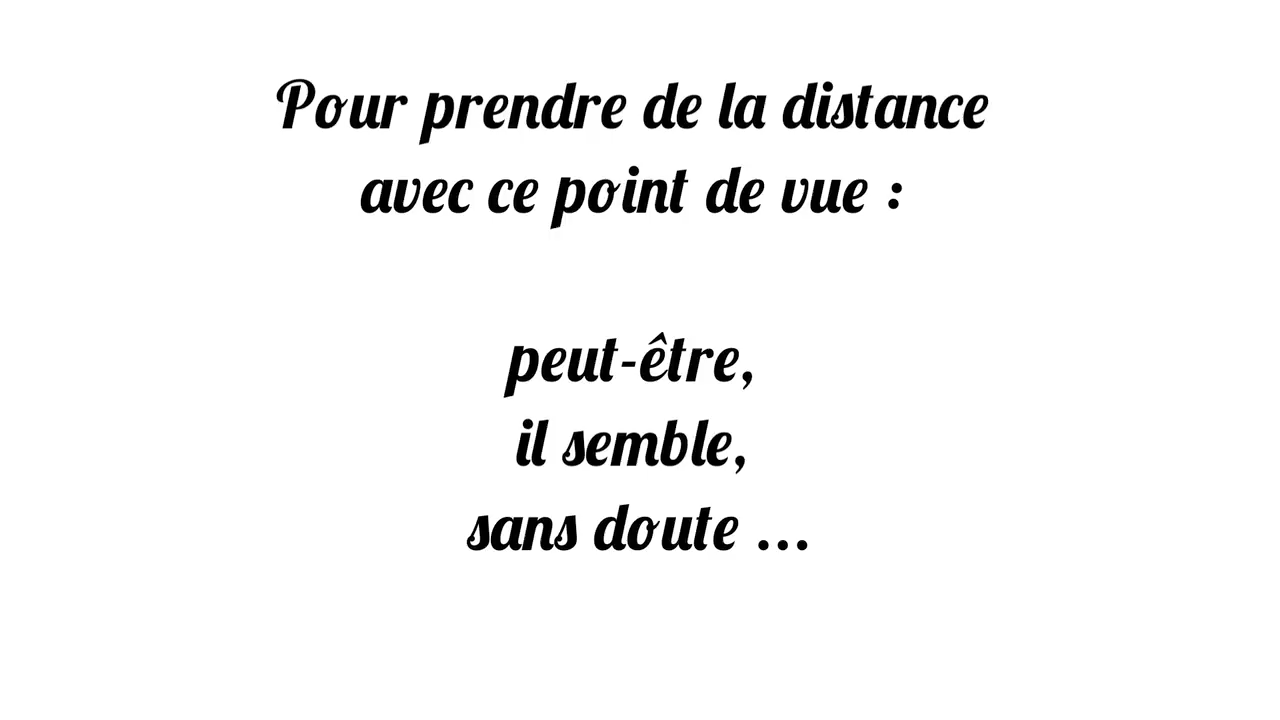 Pour prendre de la distance
avec ce point de vue :
peut-être,
il semble,
sans doute ...